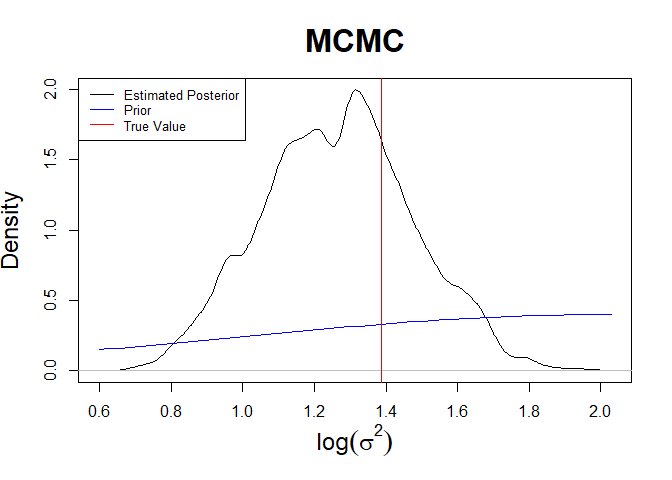 MCMC
Estimated Posterior
Prior
True Value
Density
2.0
1.5
1.0
0.5
0.0
0.6 0.8 1.0 1.2 1.4 1.6 1.8 2.0
log(σ²)